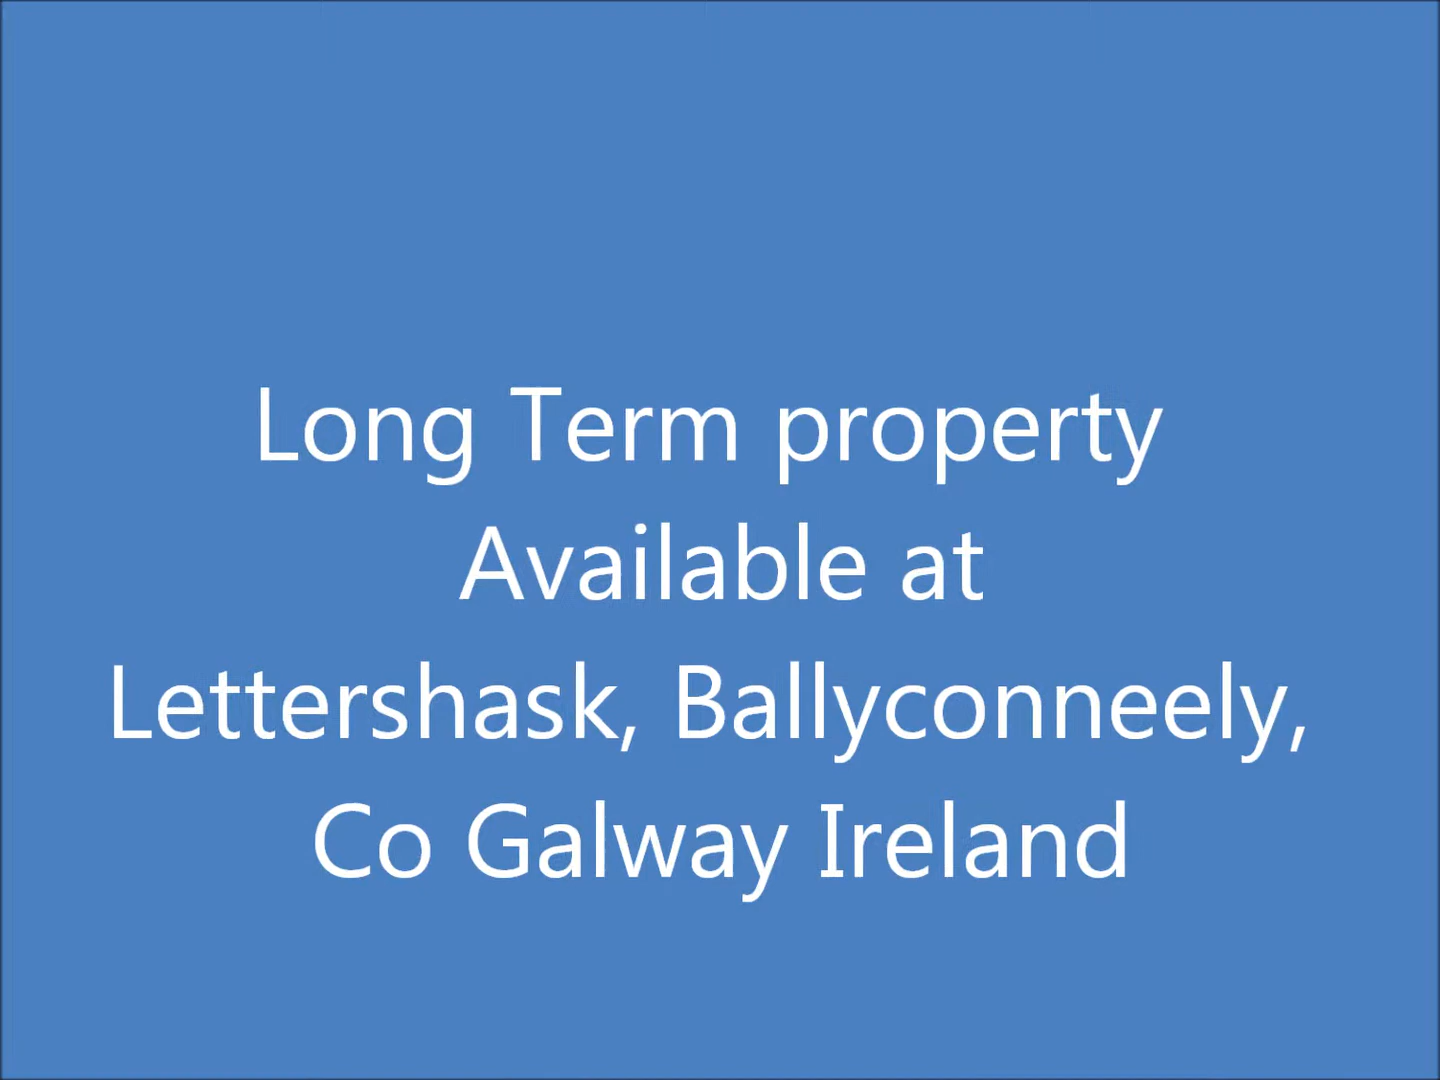 Long Term property
Available at
Lettershask, Ballyconneely,
Co Galway Ireland